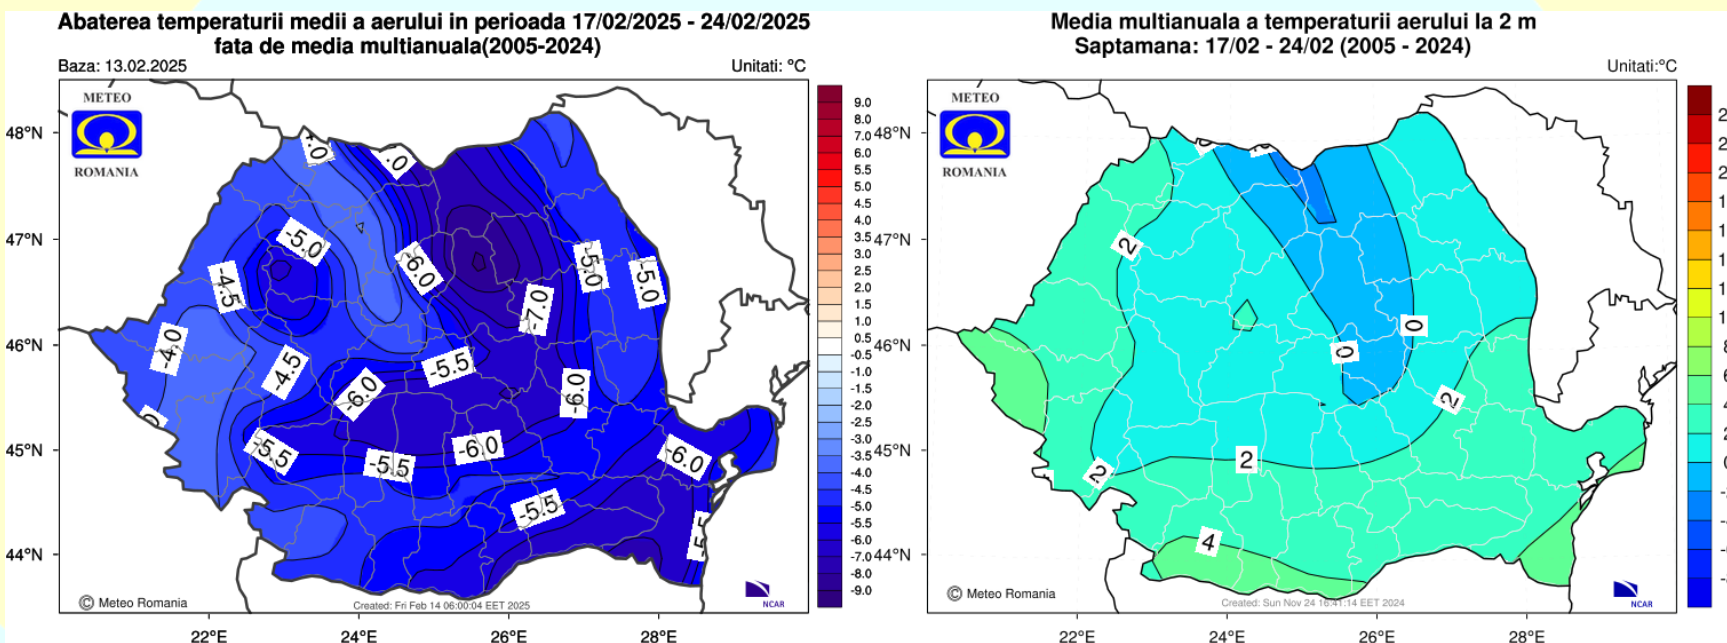 Abaterea temperaturii medii a aerului in perioada 17/02/2025 - 24/02/2025
fata de media multianuala(2005-2024)
Baza: 13.02.2025
Unitati: °C
METEO
ROMANIA
48°N
47°N
46°N
45°N
44°N
22°E
24°E
26°E
28°E
-5.0
-4.5
-6.0
-5.0
-5.0
-7.0
-4.0
-4.5
-5.5
-6.0
-6.0
-5.5
-5.5
-6.0
-6.0
-5.5
9.0
8.0
7.0
6.0
5.5
5.0
4.5
4.0
3.5
3.0
2.5
2.0
1.5
1.0
0.5
-0.5
-1.0
-1.5
-2.0
-2.5
-3.0
-3.5
-4.0
-4.5
-5.0
-5.5
-6.0
-7.0
-8.0
-9.0
© Meteo Romania
Created: Fri Feb 14 06:00:04 EET 2025
NCAR
Media multianuala a temperaturii aerului la 2 m
Saptamana: 17/02 - 24/02 (2005 - 2024)
Unitati:°C
METEO
ROMANIA
48°N
47°N
46°N
45°N
44°N
22°E
24°E
26°E
28°E
2
0
0
2
2
2
4
© Meteo Romania
Created: Sun Nov 24 16:41:14 EET 2024
NCAR